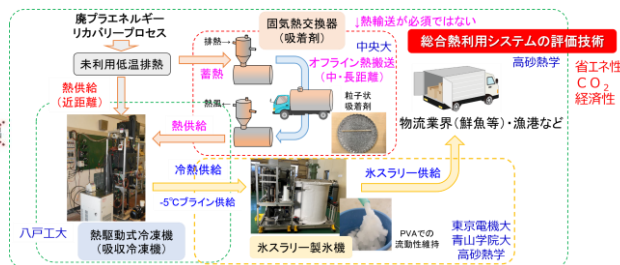 廃プラエネルギー
リカバリープロセス
未利用低温排熱
固気熱交換器
(吸着剤)
↓熱輸送が必須ではない
中央大
排熱
蓄熱
オフライン熱搬送
(中・長距離)
熱風
粒子状
吸着剤
熱供給
(近距離)
熱供給
総合熱利用システムの評価技術
高砂熱学
省エネ性
CO2
経済性
物流業界(鮮魚等)・漁港など
冷熱供給
-5℃ブライン供給
氷スラリー供給
八戸工大
熱駆動式冷凍機
(吸収冷凍機)
氷スラリー製氷機
PVAでの
流動性維持
東京電機大
青山学院大
高砂熱学